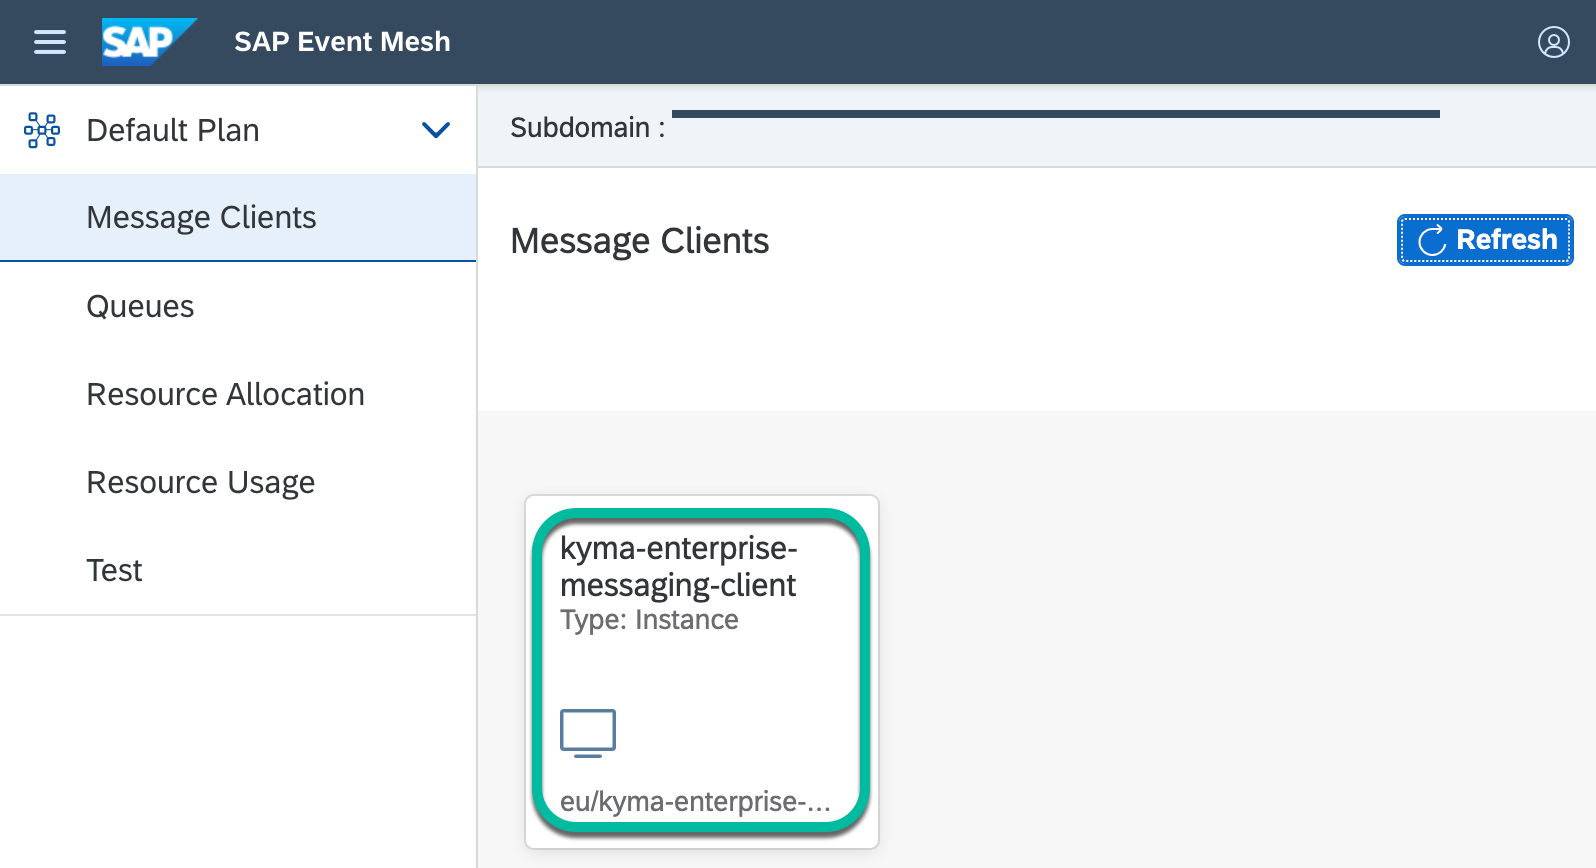 SAP SAP Event Mesh
Default Plan
Message Clients
Queues
Resource Allocation
Resource Usage
Test
Subdomain :
Message Clients
Refresh
kyma-enterprise-
messaging-client
Type: Instance
eu/kyma-enterprise-...